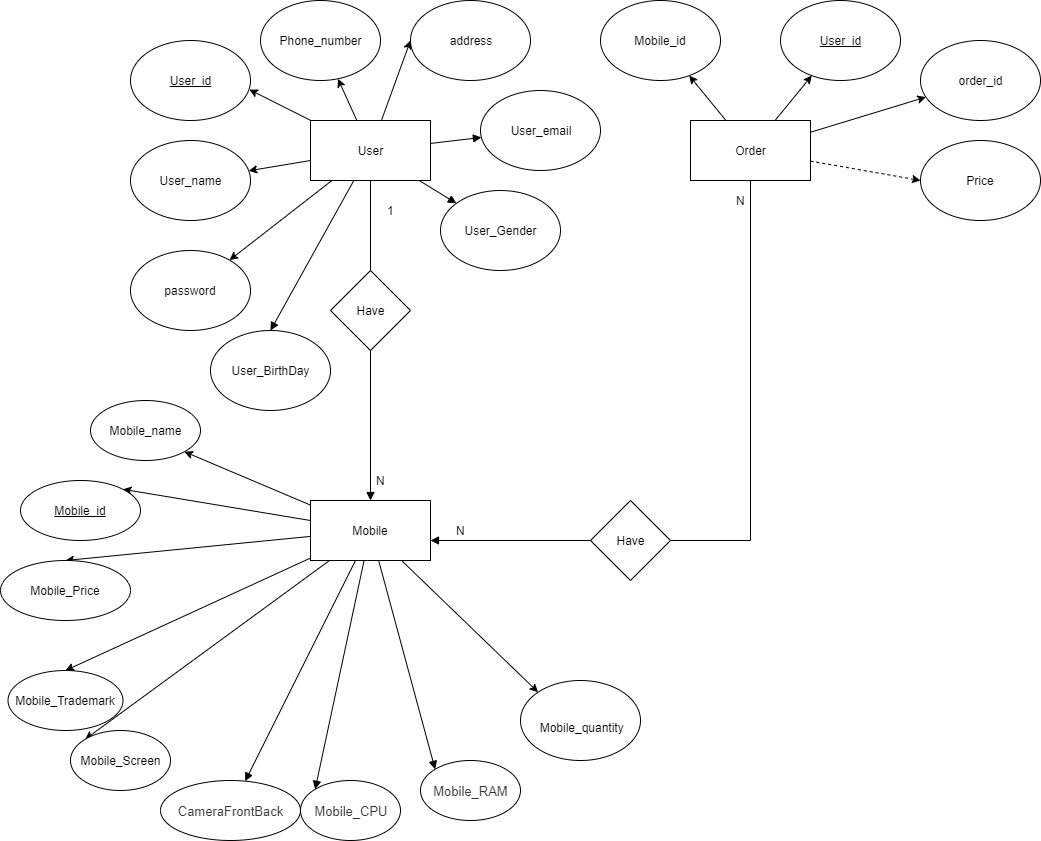 Phone_number
address
Mobile_id
User_id
User_id
order_id
User_email
User
Order
User_name
Price
N
1
User_Gender
password
Have
User_BirthDay
Mobile_name
N
Mobile_id
Mobile
N
Have
Mobile_Price
Mobile_Trademark
Mobile_quantity
Mobile_Screen
Mobile_RAM
CameraFrontBack
Mobile_CPU